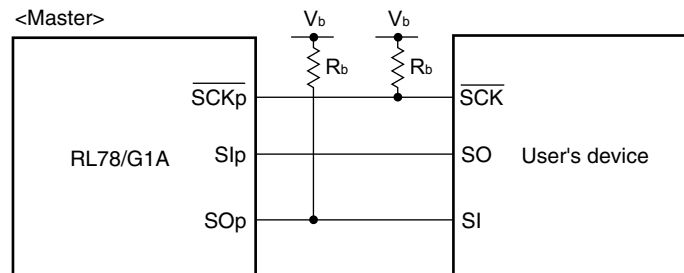 <Master>
Vb Vb
Rb Rb
SCKp SCK
RL78/G1A SIp SO User's device
SOp SI